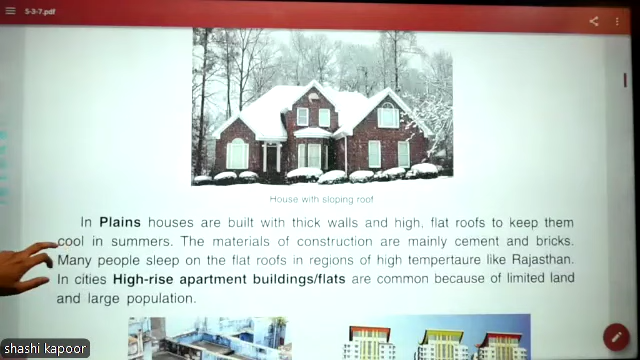 5-3-7.pdf
House with sloping roof
In Plains houses are built with thick walls and high, flat roofs to keep them
cool in summers. The materials of construction are mainly cement and bricks.
Many people sleep on the flat roofs in regions of high tempertaure like Rajasthan.
In cities High-rise apartment buildings/flats are common because of limited land
and large population.
shashi kapoor